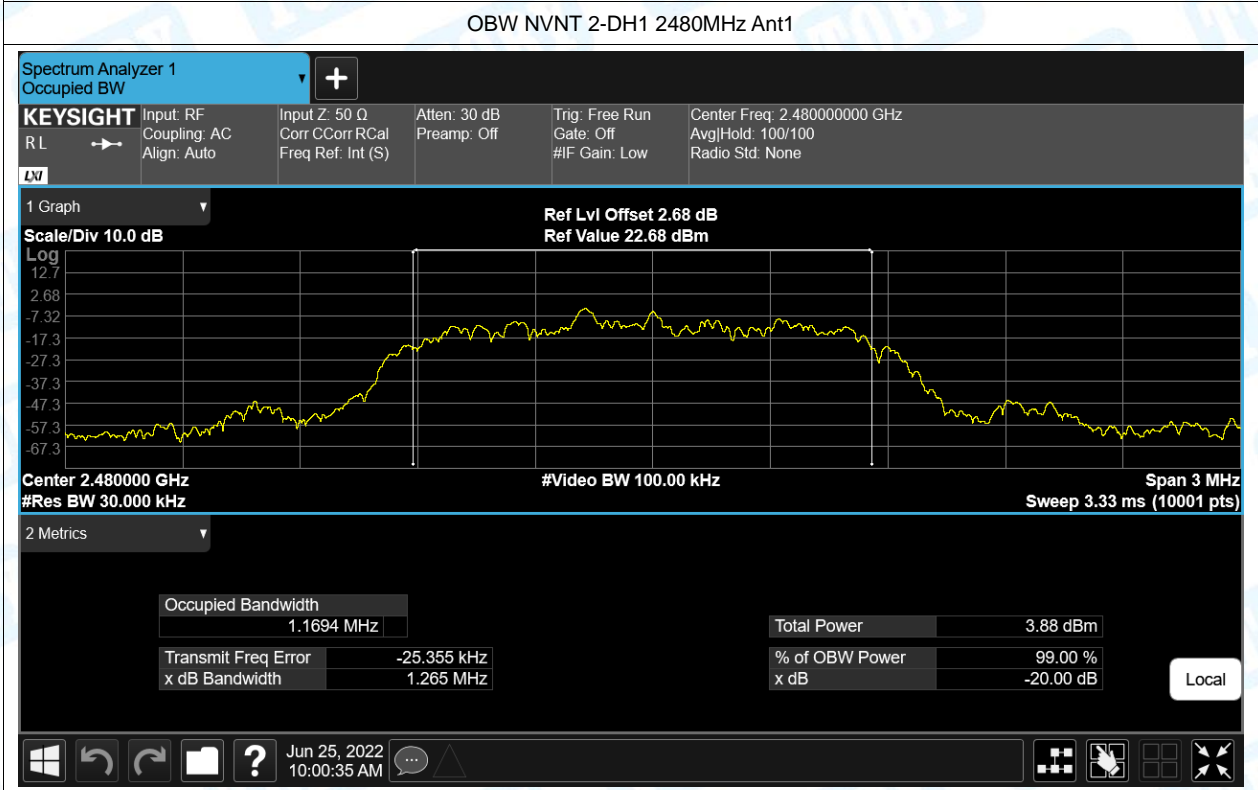 OBW NVNT 2-DH1 2480MHz Ant1
Spectrum Analyzer 1
Occupied BW
KEYSIGHT
R L
LXI
Input: RF
Coupling: AC
Align: Auto
Input Z: 50 Ω
Corr CCorr RCal
Freq Ref: Int (S)
Atten: 30 dB
Preamp: Off
Trig: Free Run
Gate: Off
#IF Gain: Low
Center Freq: 2.480000000 GHz
Avg|Hold: 100/100
Radio Std: None
1 Graph
Scale/Div 10.0 dB
Ref Lvl Offset 2.68 dB
Ref Value 22.68 dBm
Log
12.7
2.68
-7.32
-17.3
-27.3
-37.3
-47.3
-57.3
-67.3
Center 2.480000 GHz
#Video BW 100.00 kHz
Span 3 MHz
#Res BW 30.000 kHz
Sweep 3.33 ms (10001 pts)
2 Metrics
Occupied Bandwidth
1.1694 MHz
Transmit Freq Error -25.355 kHz
x dB Bandwidth 1.265 MHz
Total Power 3.88 dBm
% of OBW Power 99.00 %
x dB -20.00 dB
Local
Jun 25, 2022
10:00:35 AM